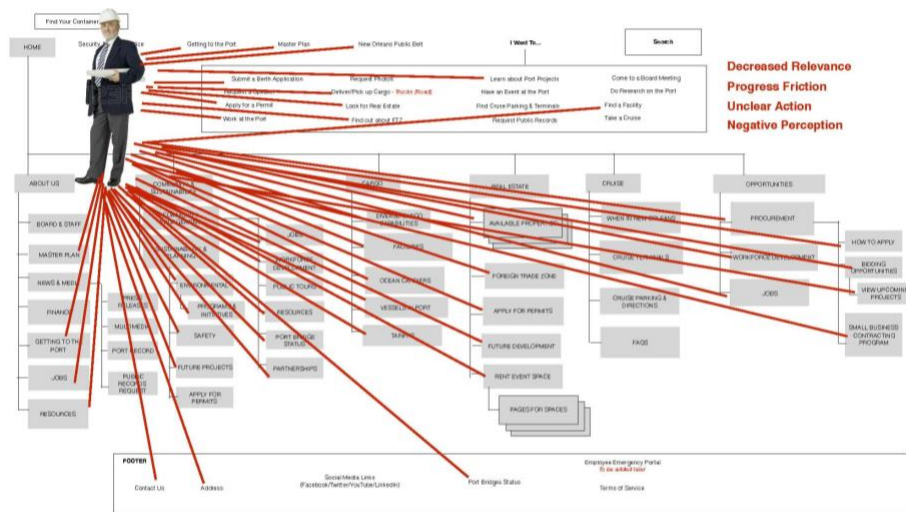 Find Your Container
HOME
Security
Getting to the Port
Master Plan
New Orleans Public Belt
I Want To...
Search
Submit a Berth Application
Request Photos
Learn about Port Projects
Come to a Board Meeting
Deliver/Pick up Cargo -
Have an Event at the Port
Do Research on the Port
Apply for a Permit
Look for Real Estate
Find Cruise Parking & Terminals
Find a Facility
Work at the Port
Find out about FTZ
Request Public Records
Take a Cruise
Decreased Relevance
Progress Friction
Unclear Action
Negative Perception
ABOUT US
CARGO
REAL ESTATE
CRUISE
OPPORTUNITIES
BOARD & STAFF
MASTER PLAN
NEWS & MEDIA
FINANCE
GETTING TO THE
PORT
JOBS
RESOURCES
PRESS
RELEASES
MULTIMEDIA
PORT RECORD
PUBLIC
RECORDS
REQUEST
ENVIRONMENTAL
PROGRAMS &
INITIATIVES
SAFETY
FUTURE PROJECTS
APPLY FOR
PERMITS
JOBS
WORKFORCE
DEVELOPMENT
PUBLIC TOURS
RESOURCES
PORT BRIDGE
STATUS
PARTNERSHIPS
FACILITIES
OCEAN CARRIERS
VESSELS IN PORT
TARIFFS
AVAILABLE PROPERTIES
FOREIGN TRADE ZONE
APPLY FOR PERMITS
FUTURE DEVELOPMENT
RENT EVENT SPACE
PAGES FOR SPACES
WHEN IN NEW ORLEANS
CRUISE TERMINALS
CRUISE PARKING &
DIRECTIONS
FAQS
PROCUREMENT
WORKFORCE DEVELOPMENT
JOBS
HOW TO APPLY
BIDDING
OPPORTUNITIES
VIEW UPCOMING
PROJECTS
SMALL BUSINESS
CONTRACTING
PROGRAM
FOOTER
Contact Us
Address
Social Media Links
(Facebook/Twitter/YouTube/LinkedIn)
Port Bridges Status
Employee Emergency Portal
To be added later
Terms of Service